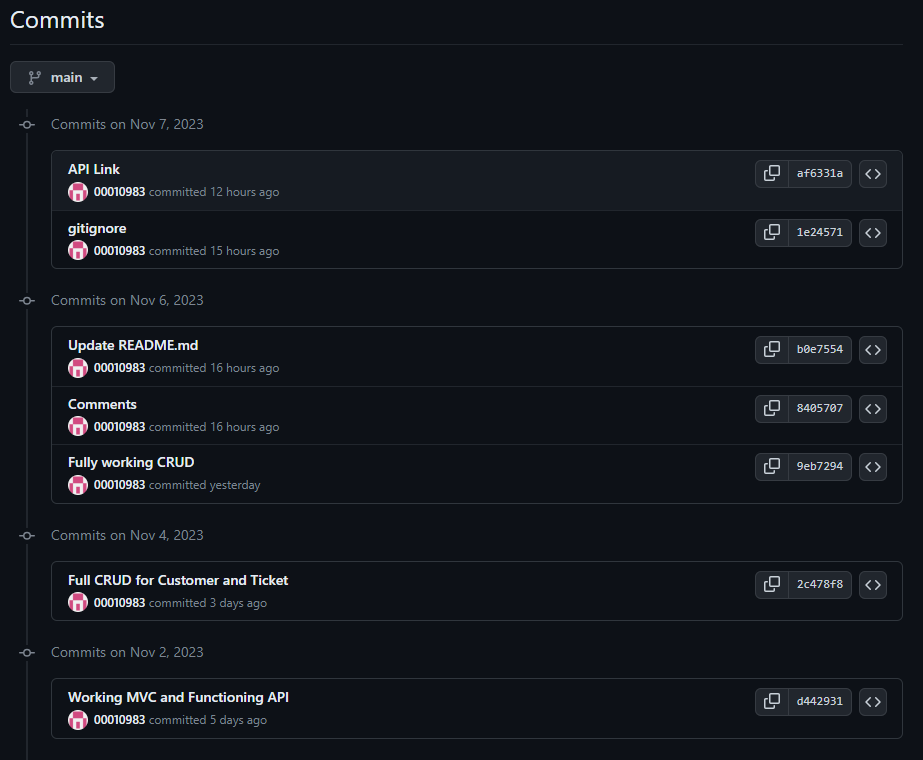 Commits
main
Commits on Nov 7, 2023
API Link
00010983 committed 12 hours ago
af6331a
gitignore
00010983 committed 15 hours ago
1e24571
Commits on Nov 6, 2023
Update README.md
00010983 committed 16 hours ago
b0e7554
Comments
00010983 committed 16 hours ago
8405707
Fully working CRUD
00010983 committed yesterday
9eb7294
Commits on Nov 4, 2023
Full CRUD for Customer and Ticket
00010983 committed 3 days ago
2c478f8
Commits on Nov 2, 2023
Working MVC and Functioning API
00010983 committed 5 days ago
d442931